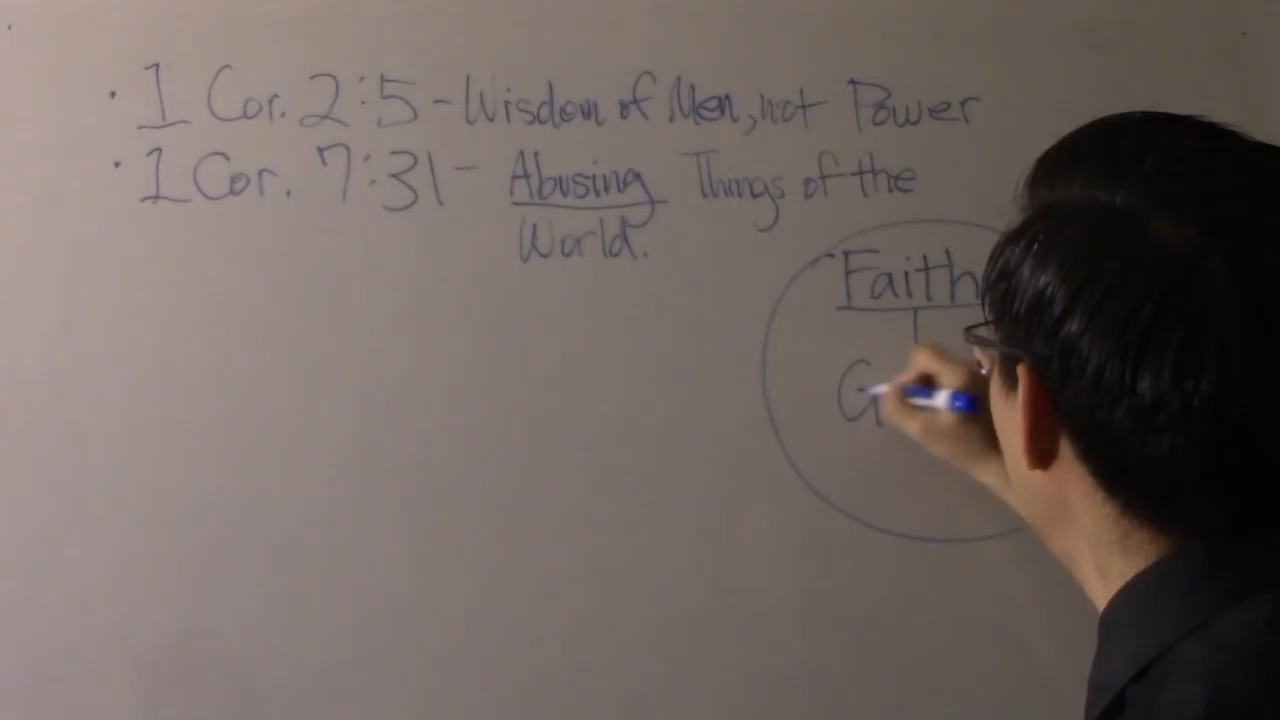 · 1 Cor. 2:5 - Wisdom of Men, not Power
· 1 Cor. 7:31 - Abusing Things of the
World.
Faith
G